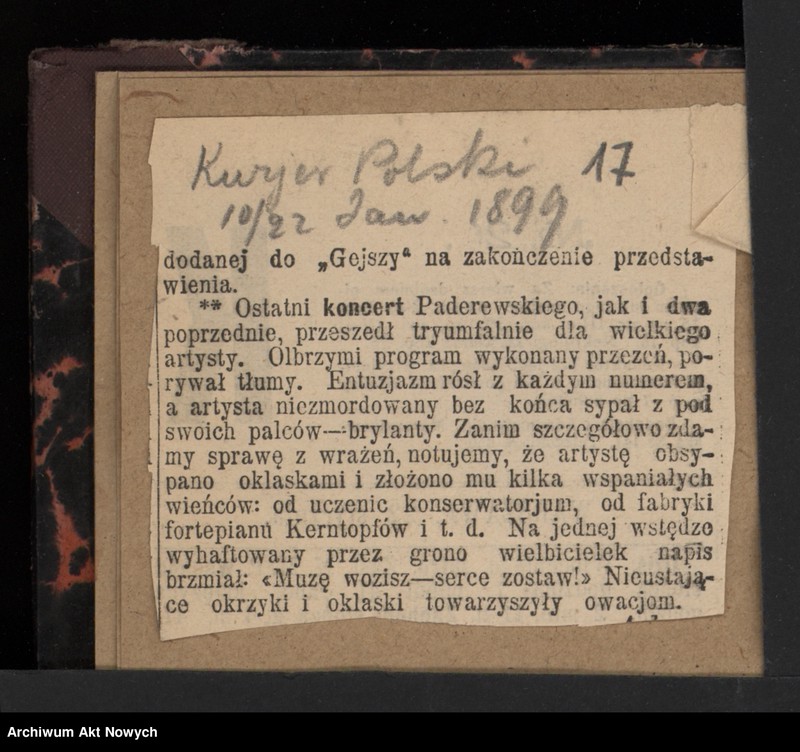 Kurjer Polski 17
10/22 Jan. 1899
dodanej do „Gejszy“ na zakończenie przedsta-
wienia.
** Ostatni koncert Paderewskiego, jak i dwa
poprzednie, przeszedł tryumfalnie dla wielkiego
artysty. Olbrzymi program wykonany przezeń, po-
rywał tłumy. Entuzjazm rósł z każdym numerem,
a artysta niezmordowany bez końca sypał z pod
swoich palców—brylanty. Zanim szczegółowo zda-
my sprawę z wrażeń, notujemy, że artystę obsy-
pano oklaskami i złożono mu kilka wspaniałych
wieńców: od uczenic konserwatorjum, od fabryki
fortepianu Kerntopfów i t. d. Na jednej wstędze
wyhaftowany przez grono wielbicielek napis
brzmiał: «Muzę wozisz—serce zostaw!» Nieustają-
ce okrzyki i oklaski towarzyszyły owacjom.
Archiwum Akt Nowych